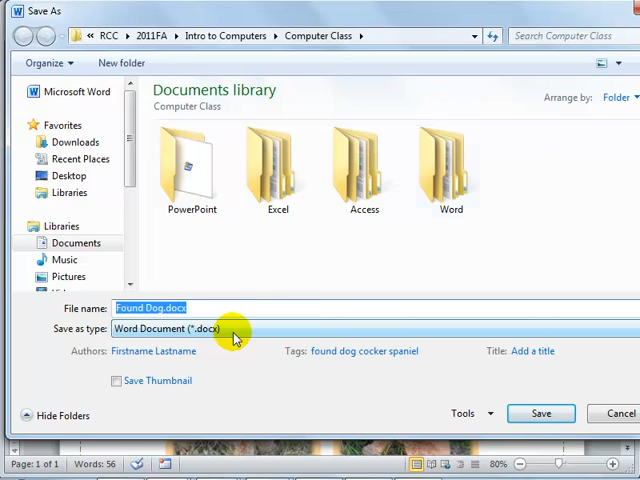 Save As
« RCC 2011FA Intro to Computers Computer Class Search Computer Class
Organize New folder
Microsoft Word
Favorites
Downloads
Recent Places
Desktop
Libraries
Libraries
Documents
Music
Pictures
Documents library
Computer Class
Arrange by: Folder
PowerPoint Excel Access Word
File name: Found Dog.docx
Save as type: Word Document (*.docx)
Authors: Firstname Lastname Tags: found dog cocker spaniel Title: Add a title
Save Thumbnail
Hide Folders Tools Save Cancel
Page: 1 of 1 Words: 56 80%